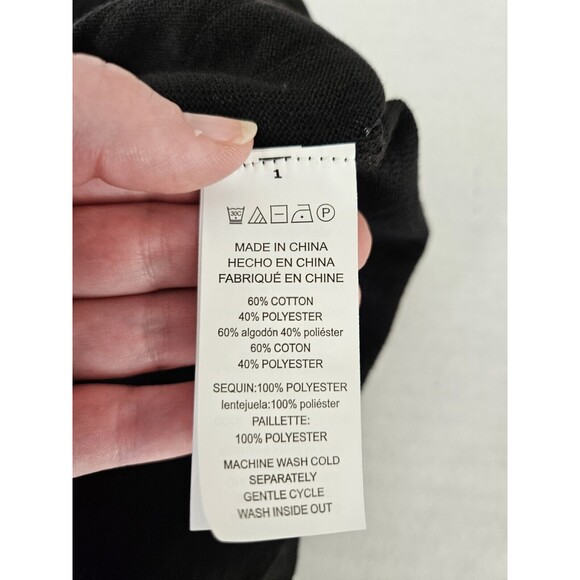 1
30C P
MADE IN CHINA
HECHO EN CHINA
FABRIQUÉ EN CHINE
60% COTTON
40% POLYESTER
60% algodón 40% poliéster
60% COTON
40% POLYESTER
SEQUIN:100% POLYESTER
lentejuela:100% poliéster
PAILLETTE:
100% POLYESTER
MACHINE WASH COLD
SEPARATELY
GENTLE CYCLE
WASH INSIDE OUT